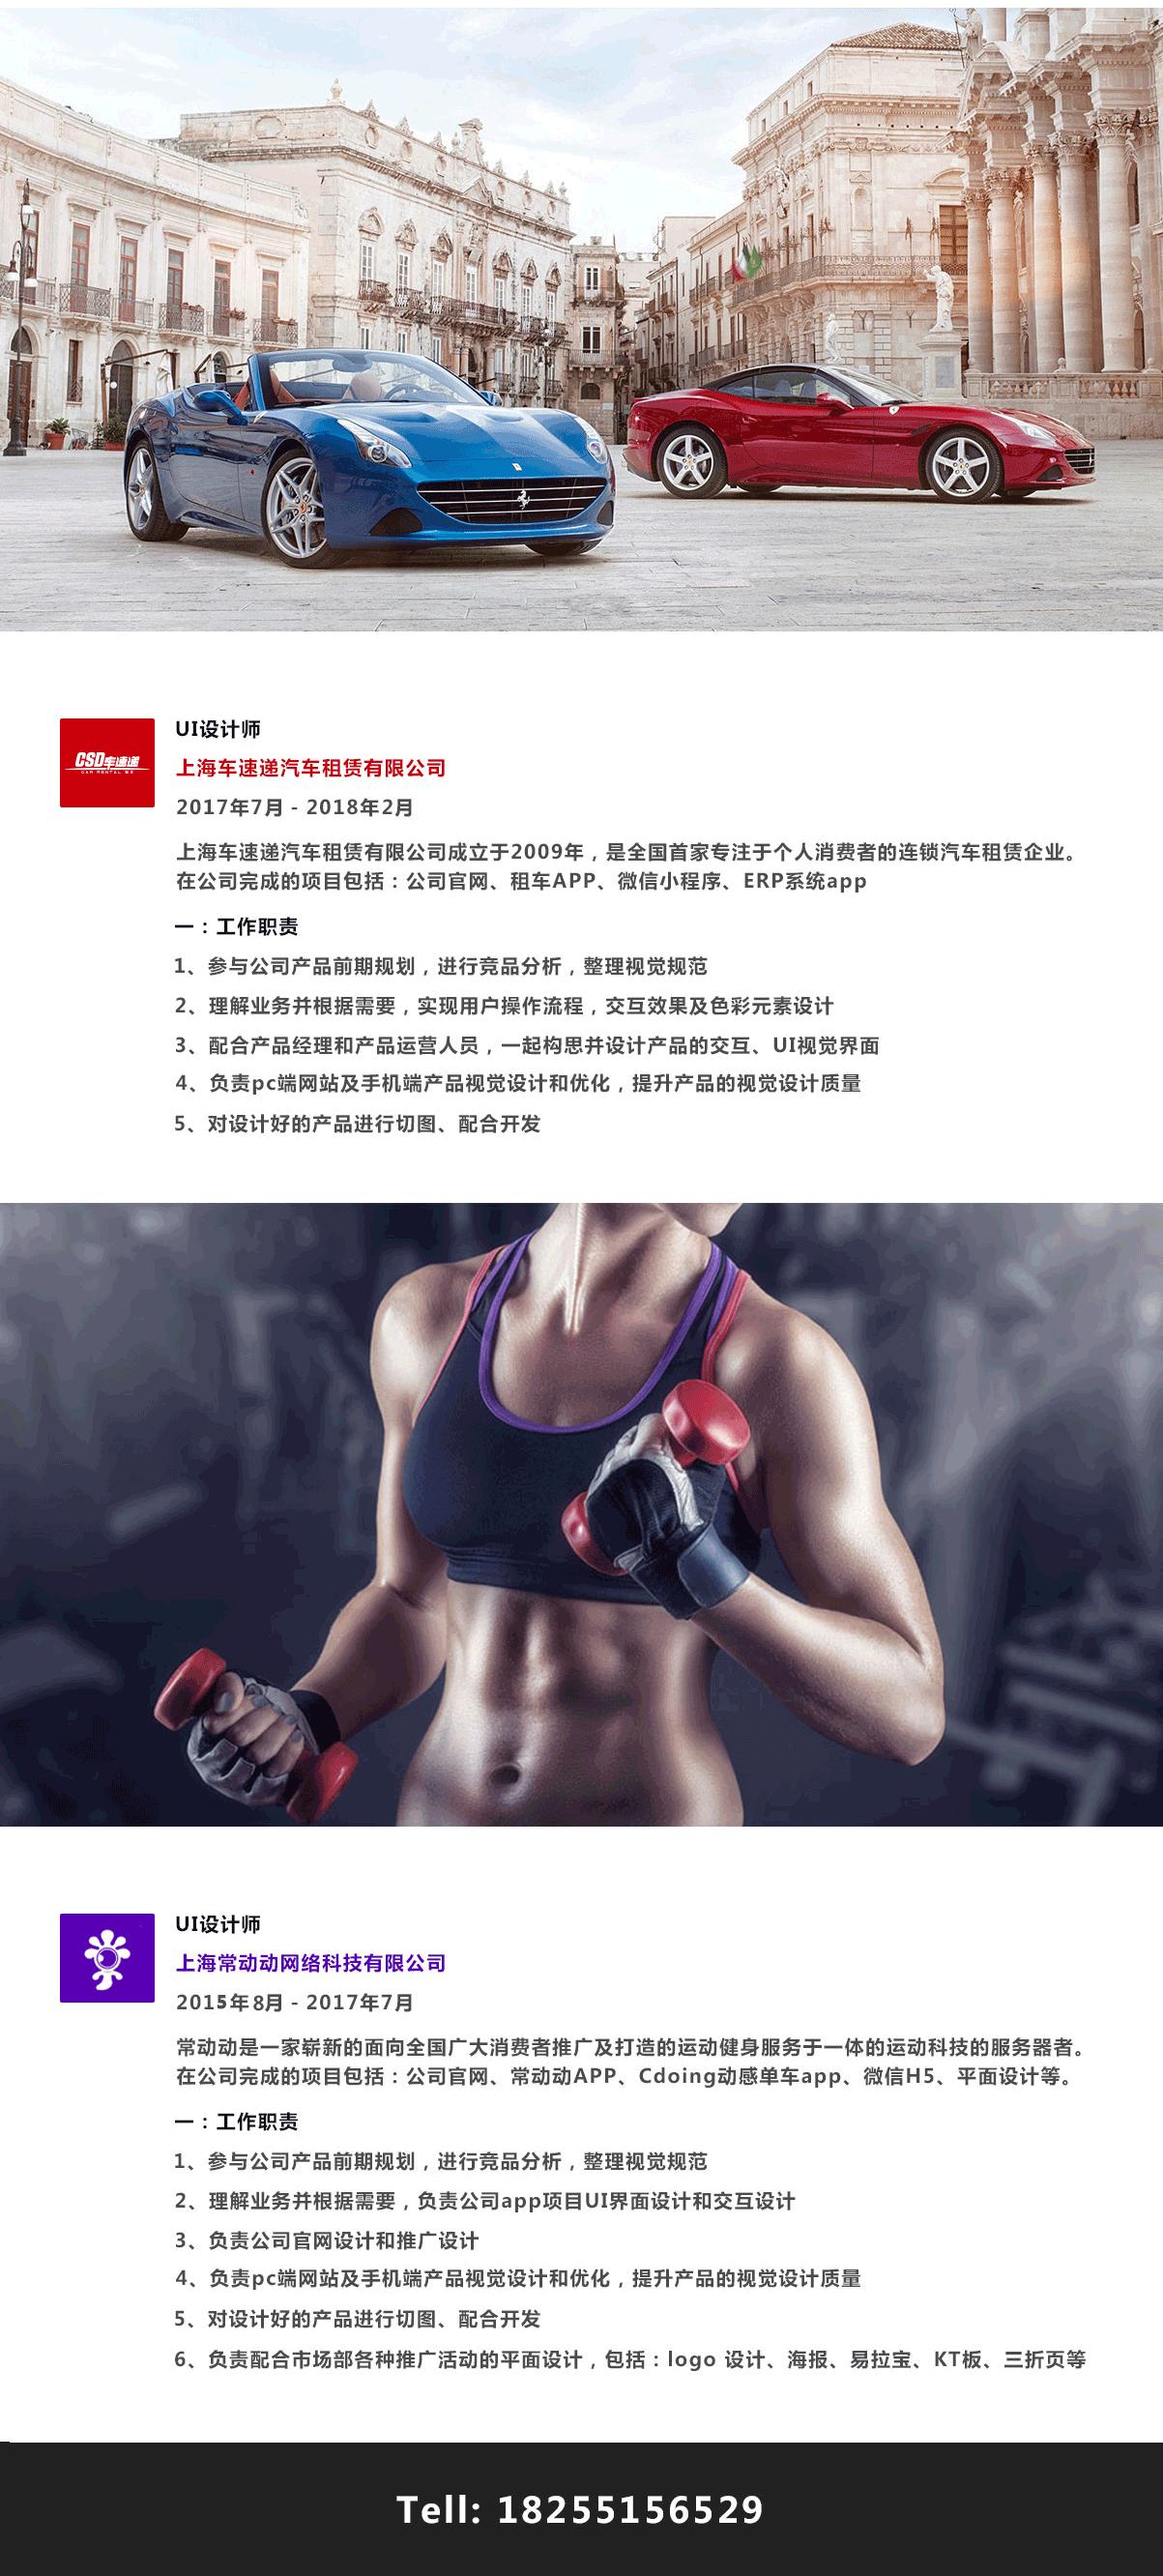 CSD车速递
CAR RENTAL 租车
UI设计师
上海车速递汽车租赁有限公司
2017年7月 - 2018年2月
上海车速递汽车租赁有限公司成立于2009年，是全国首家专注于个人消费者的连锁汽车租赁企业。
在公司完成的项目包括：公司官网、租车APP、微信小程序、ERP系统app
一：工作职责
1、参与公司产品前期规划，进行竞品分析，整理视觉规范
2、理解业务并根据需要，实现用户操作流程，交互效果及色彩元素设计
3、配合产品经理和产品运营人员，一起构思并设计产品的交互、UI视觉界面
4、负责pc端网站及手机端产品视觉设计和优化，提升产品的视觉设计质量
5、对设计好的产品进行切图、配合开发
UI设计师
上海常动动网络科技有限公司
2015年8月 - 2017年7月
常动动是一家崭新的面向全国广大消费者推广及打造的运动健身服务于一体的运动科技的服务器者。
在公司完成的项目包括：公司官网、常动动APP、Cdoing动感单车app、微信H5、平面设计等。
一：工作职责
1、参与公司产品前期规划，进行竞品分析，整理视觉规范
2、理解业务并根据需要，负责公司app项目UI界面设计和交互设计
3、负责公司官网设计和推广设计
4、负责pc端网站及手机端产品视觉设计和优化，提升产品的视觉设计质量
5、对设计好的产品进行切图、配合开发
6、负责配合市场部各种推广活动的平面设计，包括：logo 设计、海报、易拉宝、KT板、三折页等
Tell: 18255156529